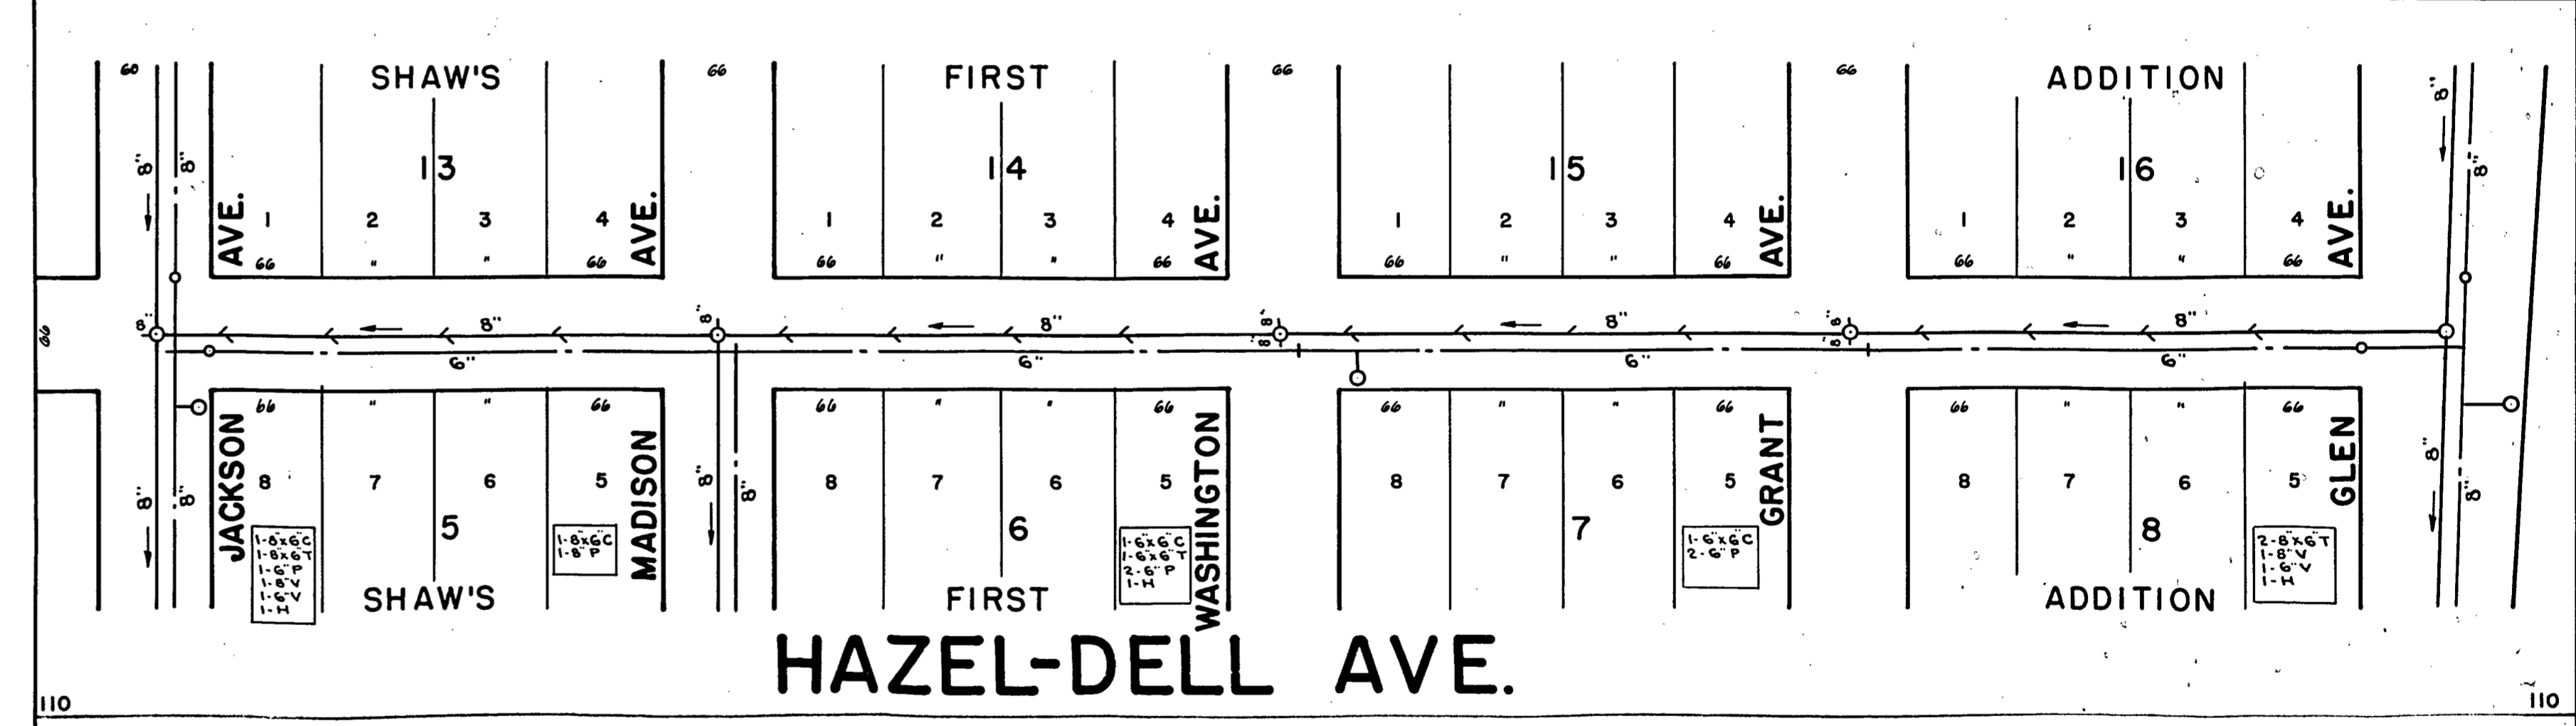 60 66 66 66
SHAW'S FIRST ADDITION
8" 8" 8" 8"
13 14 15 16
AVE. AVE. AVE. AVE. AVE.
1 2 3 4 1 2 3 4 1 2 3 4 1 2 3 4
66 " " 66 66 " " 66 66 " " 66 66 " " 66
66
8" 8" 8" 8" 8" 8" 8" 8" 8" 8"
6" 6" 6" 6"
66 " " 66 66 " " 66 66 " " 66 66 " " 66
JACKSON
MADISON
WASHINGTON
GRANT
GLEN
8 7 6 5 8 7 6 5 8 7 6 5 8 7 6 5
8" 8" 8" 8" 8" 8"
5 6 7 8
1-8"x6"C
1-8"x6"T
1-6"P
1-8"V
1-6"V
1-H
1-8"x6"C
1-8"P
1-6"x6"C
1-6"x6"T
2-6"P
1-H
1-6"x6"C
2-6"P
2-8"x6"T
1-8"V
1-6"V
1-H
SHAW'S FIRST ADDITION
HAZEL-DELL AVE.
110 110